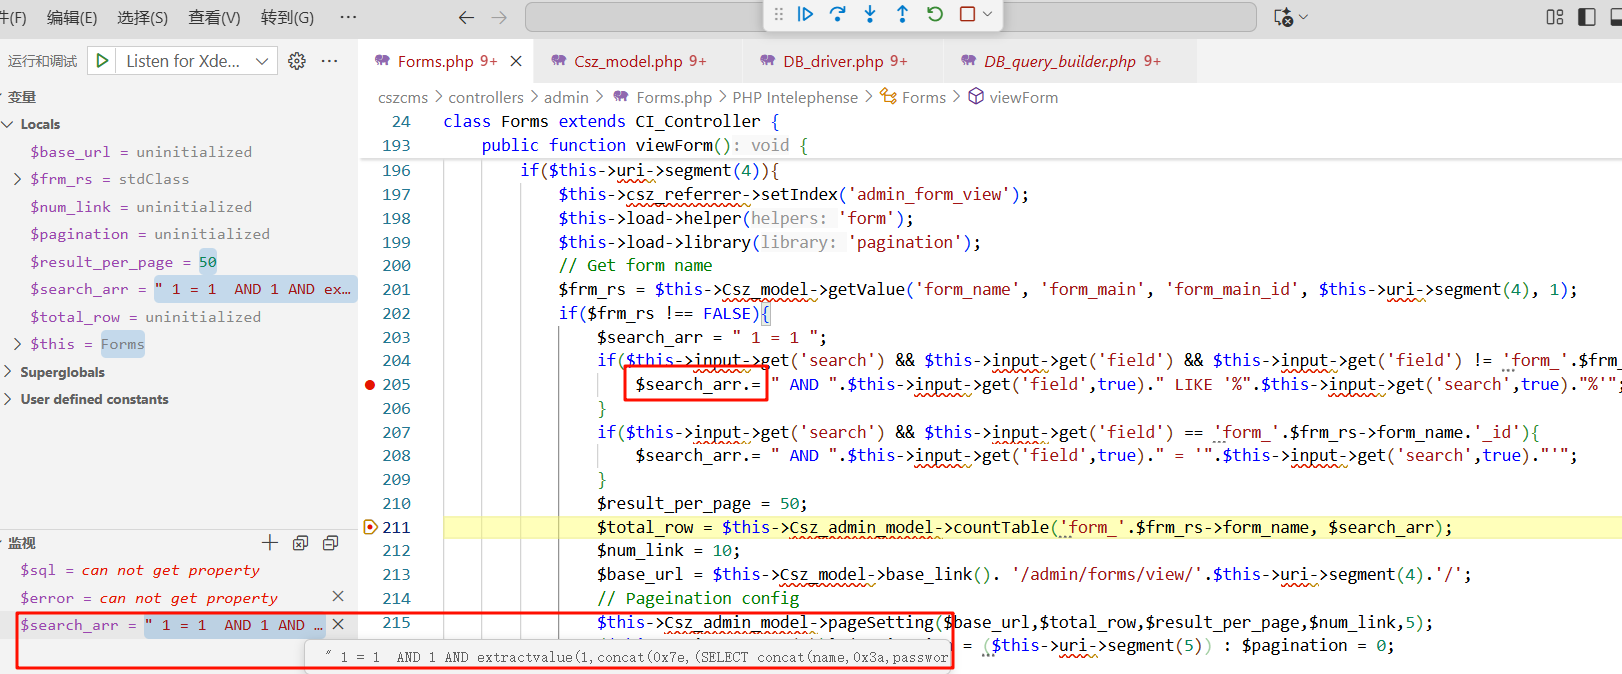 件(F) 编辑(E) 选择(S) 查看(V) 转到(G) ···
运行和调试 Listen for Xde... ···
Forms.php 9+ Csz_model.php 9+ DB_driver.php 9+ DB_query_builder.php 9+
cszcms > controllers > admin > Forms.php > PHP Intelephense > Forms > viewForm
变量
Locals
$base_url = uninitialized
$frm_rs = stdClass
$num_link = uninitialized
$pagination = uninitialized
$result_per_page = 50
$search_arr = " 1 = 1  AND 1 AND ex...
$total_row = uninitialized
$this = Forms
Superglobals
User defined constants
监视
$sql = can not get property
$error = can not get property
$search_arr = " 1 = 1  AND 1 AND ...
" 1 = 1  AND 1 AND extractvalue(1,concat(0x7e,(SELECT concat(name,0x3a,passwor
24 class Forms extends CI_Controller {
193 public function viewForm(): void {
196 if($this->uri->segment(4)){
197 $this->csz_referrer->setIndex('admin_form_view');
198 $this->load->helper(helpers: 'form');
199 $this->load->library(library: 'pagination');
200 // Get form name
201 $frm_rs = $this->Csz_model->getValue('form_name', 'form_main', 'form_main_id', $this->uri->segment(4), 1);
202 if($frm_rs !== FALSE){
203 $search_arr = " 1 = 1 ";
204 if($this->input->get('search') && $this->input->get('field') && $this->input->get('field') != 'form_'.$frm_
205 $search_arr.= " AND ".$this->input->get('field',true)." LIKE '%".$this->input->get('search',true)."%'";
206 }
207 if($this->input->get('search') && $this->input->get('field') == 'form_'.$frm_rs->form_name.'_id'){
208 $search_arr.= " AND ".$this->input->get('field',true)." = '".$this->input->get('search',true)."'";
209 }
210 $result_per_page = 50;
211 $total_row = $this->Csz_admin_model->countTable('form_'.$frm_rs->form_name, $search_arr);
212 $num_link = 10;
213 $base_url = $this->Csz_model->base_link(). '/admin/forms/view/'.$this->uri->segment(4).'/';
214 // Pageination config
215 $this->Csz_admin_model->pageSetting($base_url,$total_row,$result_per_page,$num_link,5);
= ($this->uri->segment(5)) : $pagination = 0;